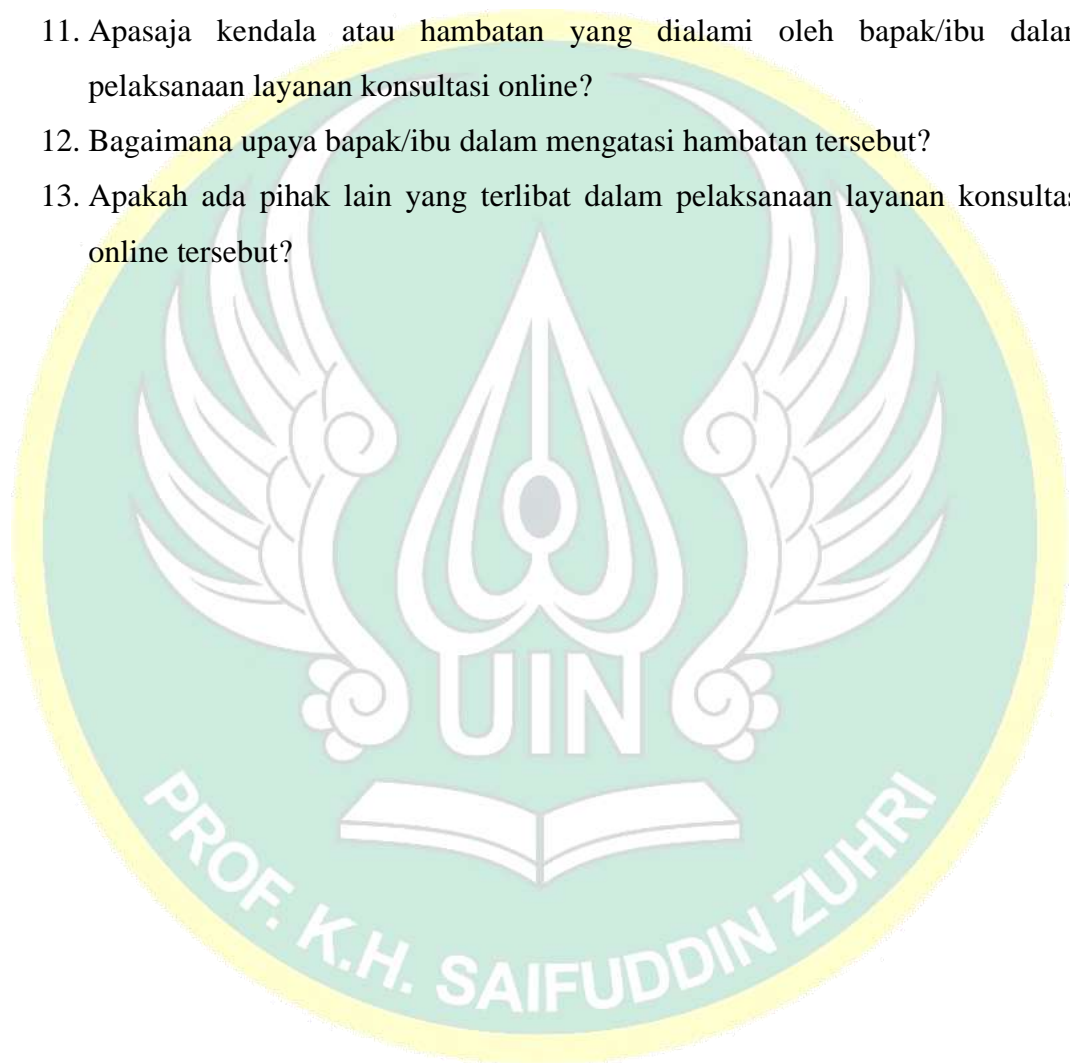 11. Apasaja kendala atau hambatan yang dialami oleh bapak/ibu dalam
pelaksanaan layanan konsultasi online?
12. Bagaimana upaya bapak/ibu dalam mengatasi hambatan tersebut?
13. Apakah ada pihak lain yang terlibat dalam pelaksanaan layanan konsultasi
online tersebut?
UIN
PROF. K.H. SAIFUDDIN ZUHRI